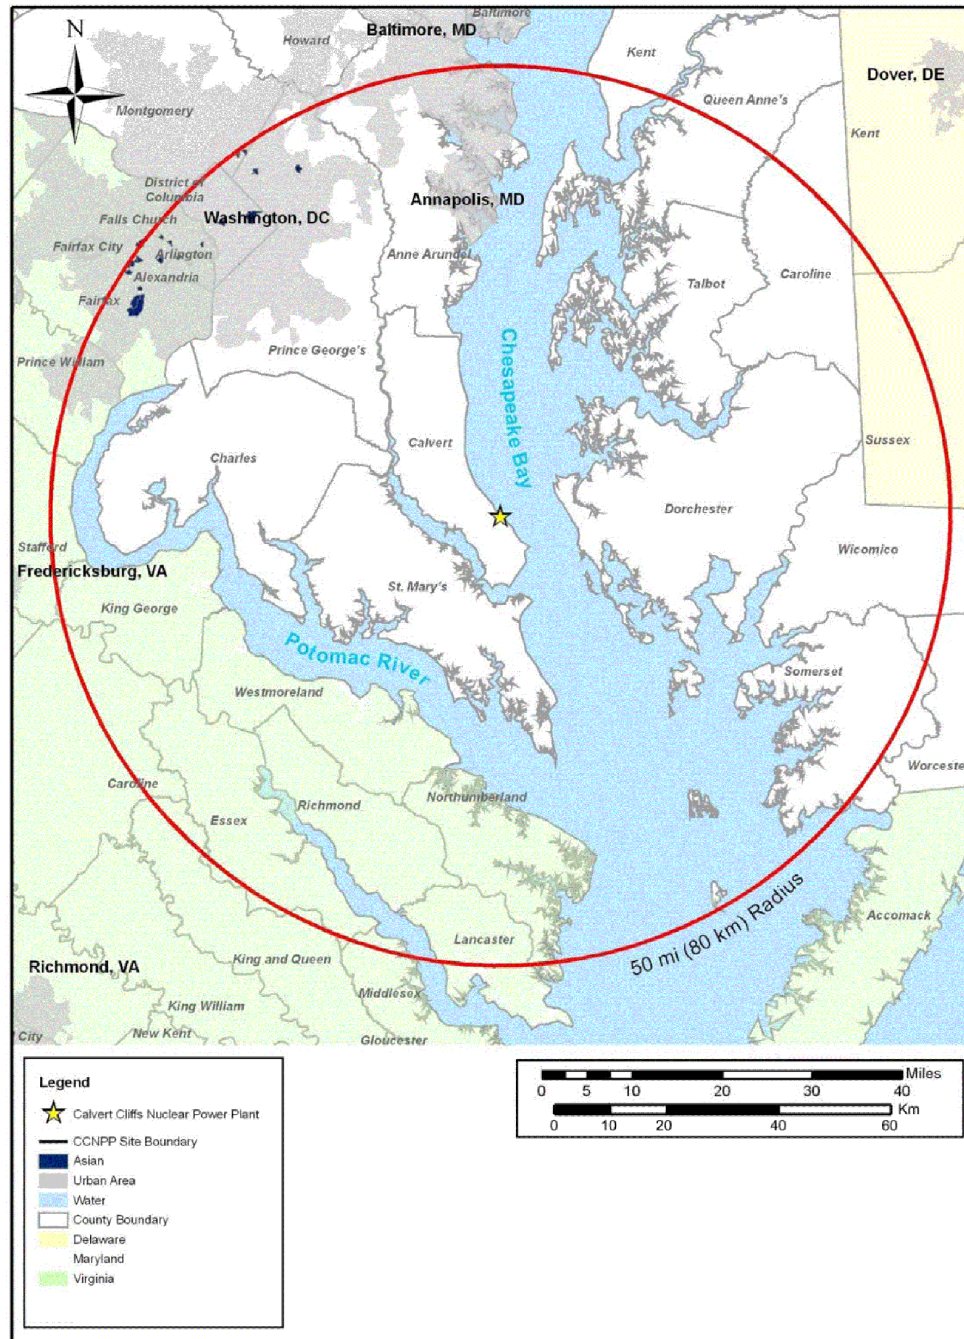 Baltimore
Baltimore, MD
N
Howard
Kent
Dover, DE
Queen Anne's
Montgomery
Kent
District of
Columbia
Annapolis, MD
Falls Church
Washington, DC
Fairfax City
Arlington
Anne Arundel
Alexandria
Caroline
Talbot
Fairfax
Prince George's
Prince William
Chesapeake Bay
Calvert
Sussex
Charles
Dorchester
Stafford
Wicomico
Fredericksburg, VA
St. Mary's
King George
Potomac River
Somerset
Westmoreland
Worceste
Caroline
Northumberland
Richmond
Essex
50 mi (80 km) Radius
Accomack
Lancaster
King and Queen
Richmond, VA
Middlesex
King William
New Kent
City
Gloucester
Legend
Calvert Cliffs Nuclear Power Plant
CCNPP Site Boundary
Asian
Urban Area
Water
County Boundary
Delaware
Maryland
Virginia
Miles
0 5 10 20 30 40
Km
0 10 20 40 60